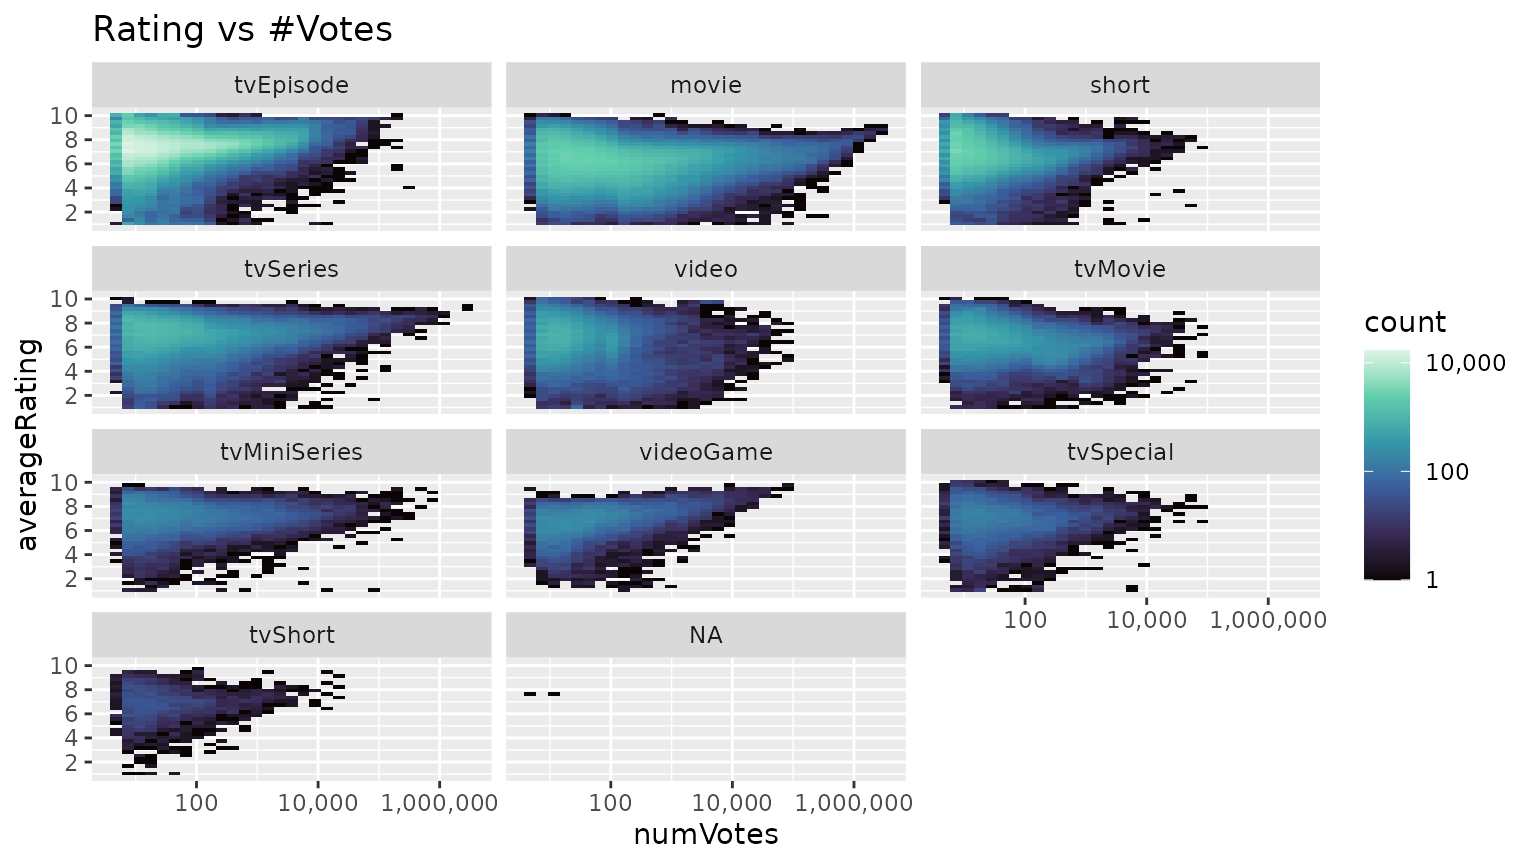 Rating vs #Votes
tvEpisode
movie
short
10
8
6
4
2
tvSeries
video
tvMovie
10
8
6
4
2
tvMiniSeries
videoGame
tvSpecial
10
8
6
4
2
100
10,000
1,000,000
tvShort
NA
10
8
6
4
2
100
10,000
1,000,000
100
10,000
1,000,000
numVotes
averageRating
count
10,000
100
1